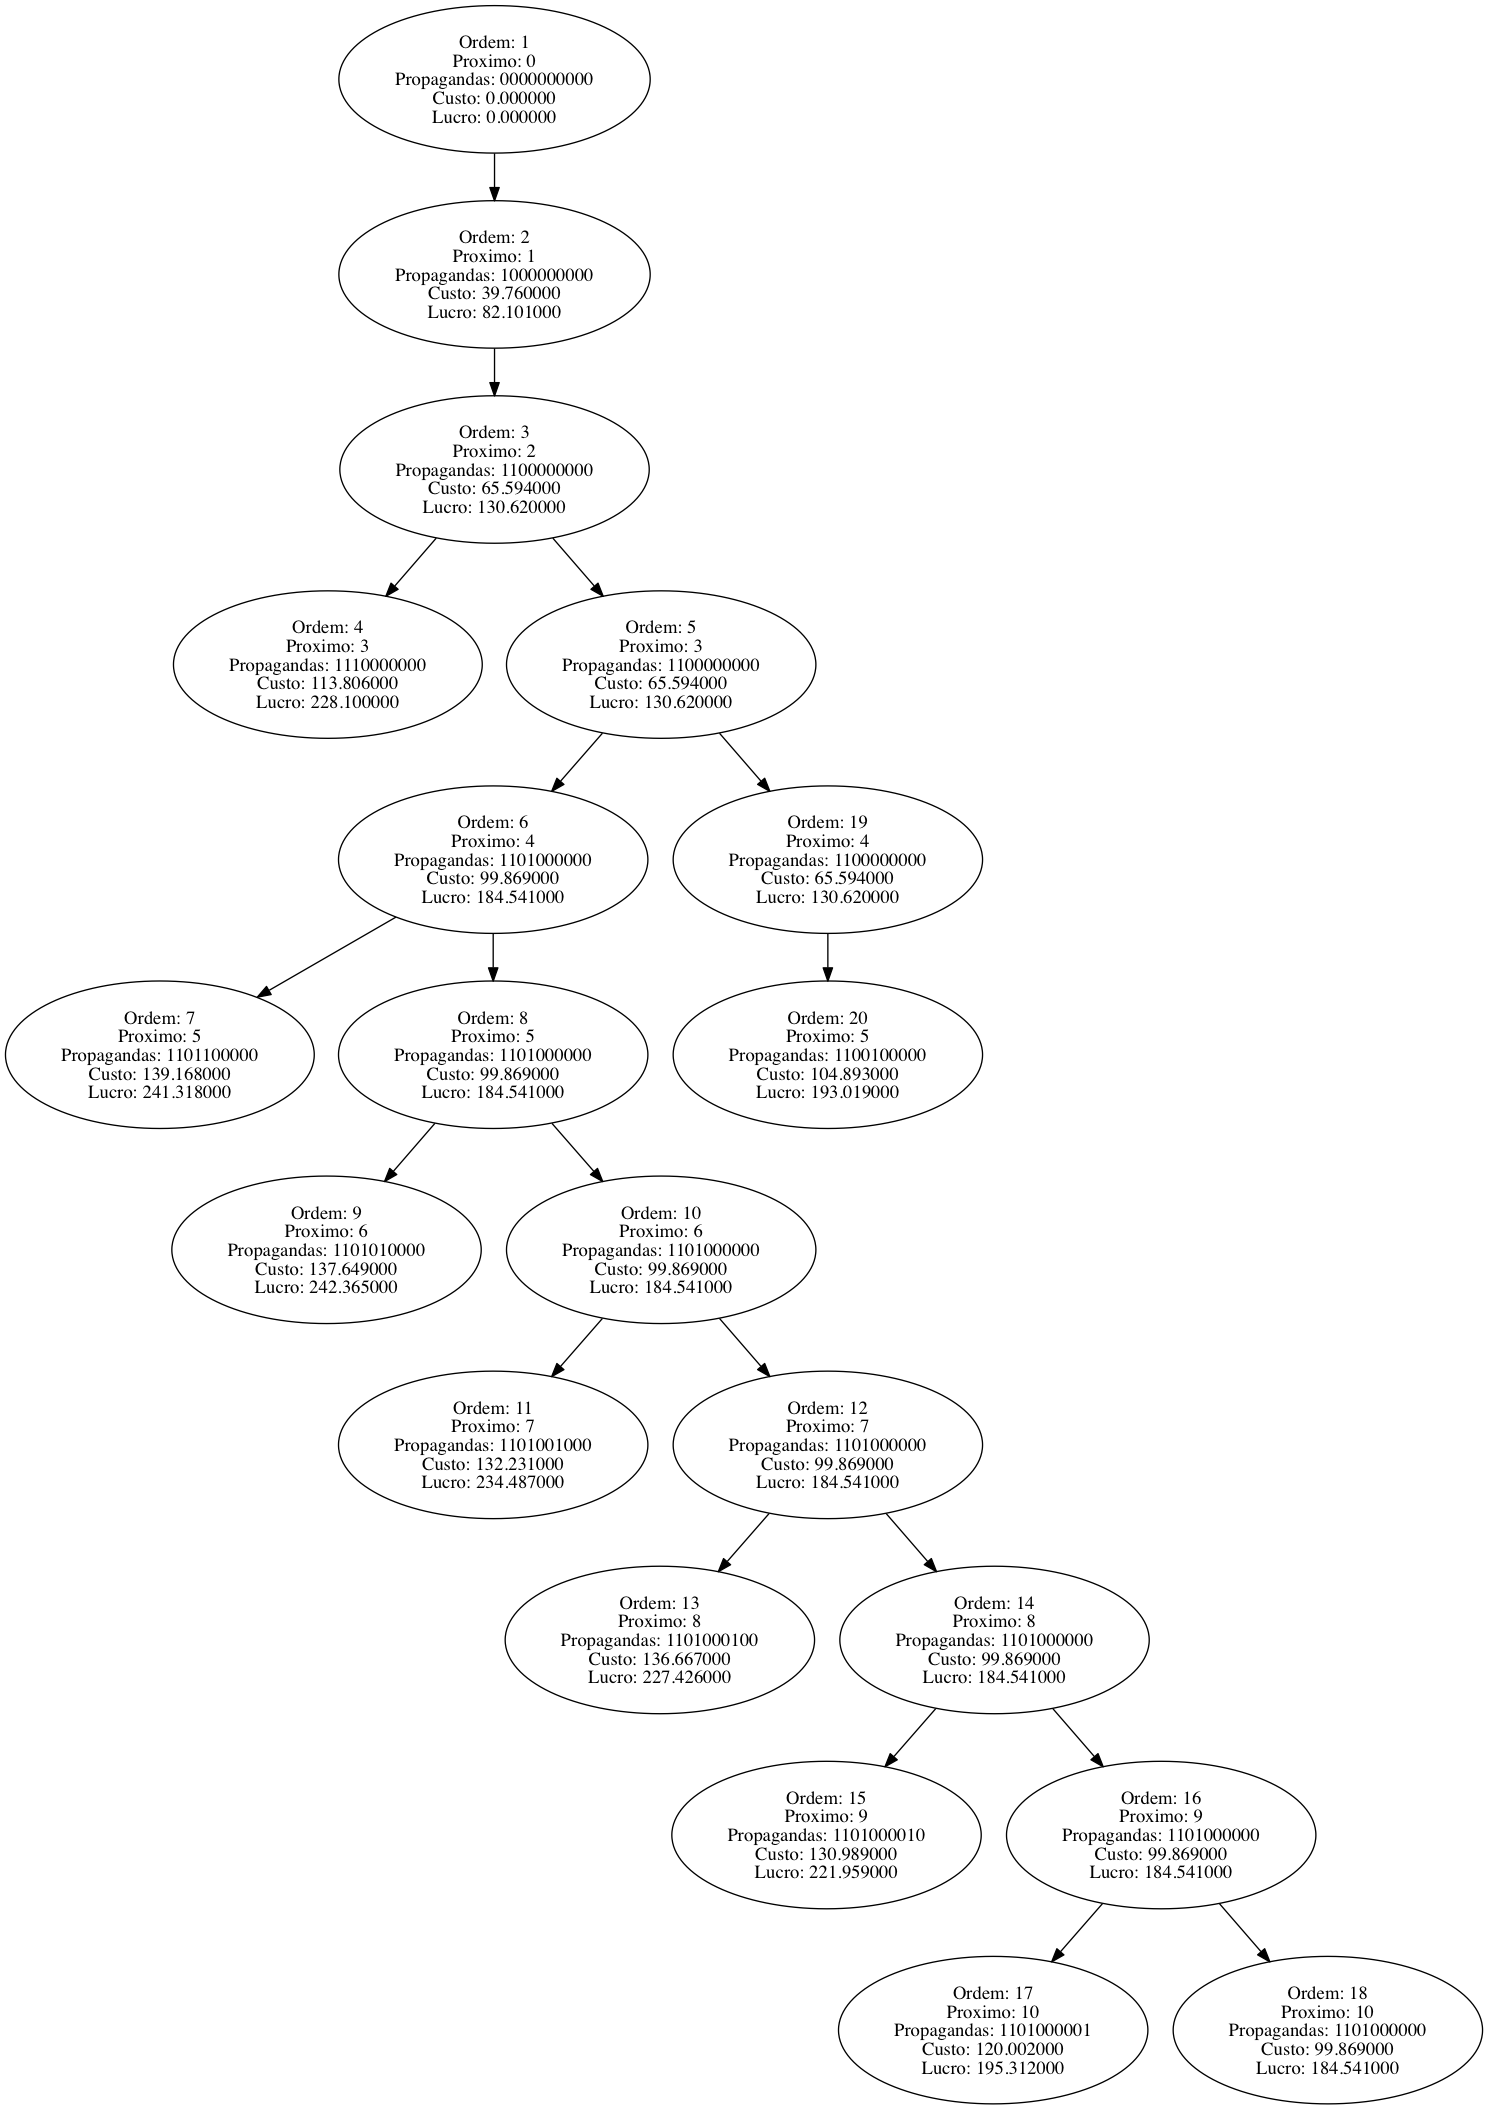 Ordem: 1
Proximo: 0
Propagandas: 0000000000
Custo: 0.000000
Lucro: 0.000000
Ordem: 2
Proximo: 1
Propagandas: 1000000000
Custo: 39.760000
Lucro: 82.101000
Ordem: 3
Proximo: 2
Propagandas: 1100000000
Custo: 65.594000
Lucro: 130.620000
Ordem: 4
Proximo: 3
Propagandas: 1110000000
Custo: 113.806000
Lucro: 228.100000
Ordem: 5
Proximo: 3
Propagandas: 1100000000
Custo: 65.594000
Lucro: 130.620000
Ordem: 6
Proximo: 4
Propagandas: 1101000000
Custo: 99.869000
Lucro: 184.541000
Ordem: 19
Proximo: 4
Propagandas: 1100000000
Custo: 65.594000
Lucro: 130.620000
Ordem: 7
Proximo: 5
Propagandas: 1101100000
Custo: 139.168000
Lucro: 241.318000
Ordem: 8
Proximo: 5
Propagandas: 1101000000
Custo: 99.869000
Lucro: 184.541000
Ordem: 20
Proximo: 5
Propagandas: 1100100000
Custo: 104.893000
Lucro: 193.019000
Ordem: 9
Proximo: 6
Propagandas: 1101010000
Custo: 137.649000
Lucro: 242.365000
Ordem: 10
Proximo: 6
Propagandas: 1101000000
Custo: 99.869000
Lucro: 184.541000
Ordem: 11
Proximo: 7
Propagandas: 1101001000
Custo: 132.231000
Lucro: 234.487000
Ordem: 12
Proximo: 7
Propagandas: 1101000000
Custo: 99.869000
Lucro: 184.541000
Ordem: 13
Proximo: 8
Propagandas: 1101000100
Custo: 136.667000
Lucro: 227.426000
Ordem: 14
Proximo: 8
Propagandas: 1101000000
Custo: 99.869000
Lucro: 184.541000
Ordem: 15
Proximo: 9
Propagandas: 1101000010
Custo: 130.989000
Lucro: 221.959000
Ordem: 16
Proximo: 9
Propagandas: 1101000000
Custo: 99.869000
Lucro: 184.541000
Ordem: 17
Proximo: 10
Propagandas: 1101000001
Custo: 120.002000
Lucro: 195.312000
Ordem: 18
Proximo: 10
Propagandas: 1101000000
Custo: 99.869000
Lucro: 184.541000